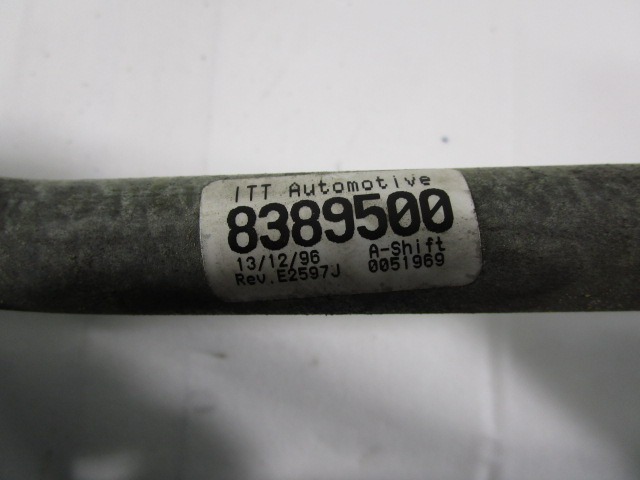 ITT Automotive
8389500
13/12/96 A-Shift
Rev.E2597J 0051969